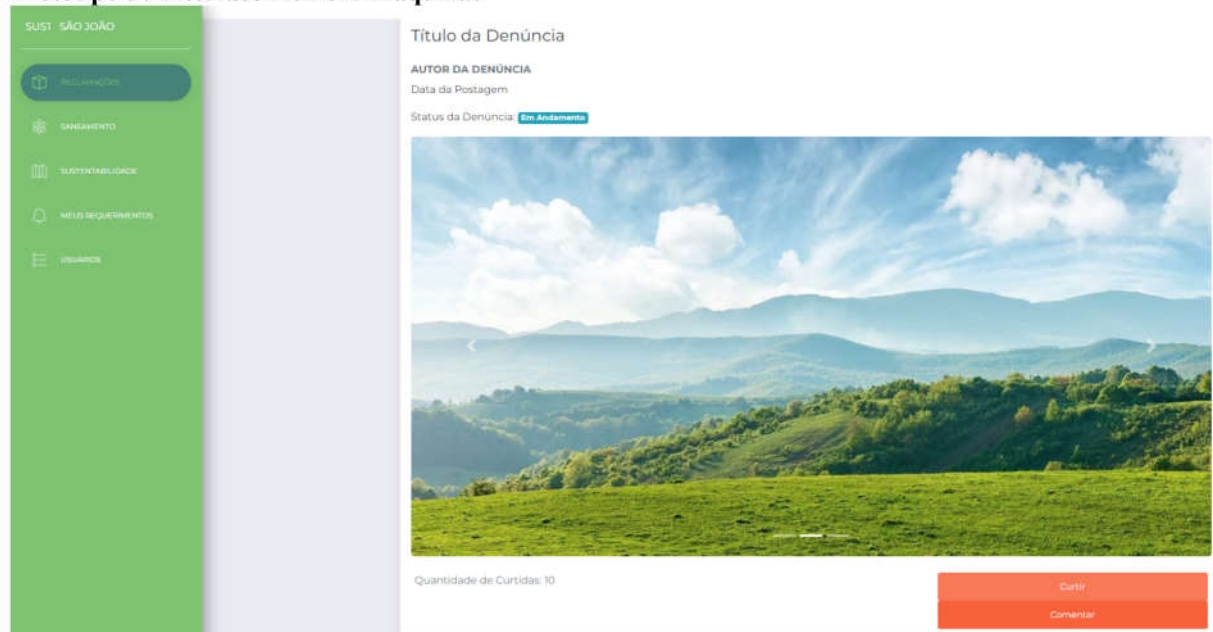 SUST SÃO JOÃO
RECLAMAÇÕES
SANEAMENTO
SUSTENTABILIDADE
MEUS REQUERIMENTOS
USUARIOS
Título da Denúncia
AUTOR DA DENÚNCIA
Data da Postagem
Status da Denúncia: Em Andamento
Quantidade de Curtidas: 10
Curtir
Comentar